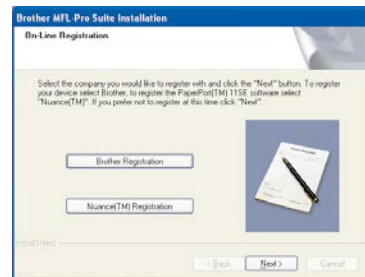 Brother MFL-Pro Suite Installation
On-Line Registration
Select the company you would like to register with and click the "Next" button. To register
your device select Brother, to register the PaperPort(TM) 11SE software select
"Nuance(TM)". If you prefer not to register at this time click "Next".
Brother Registration
Nuance(TM) Registration
InstallShield
< Back
Next >
Cancel